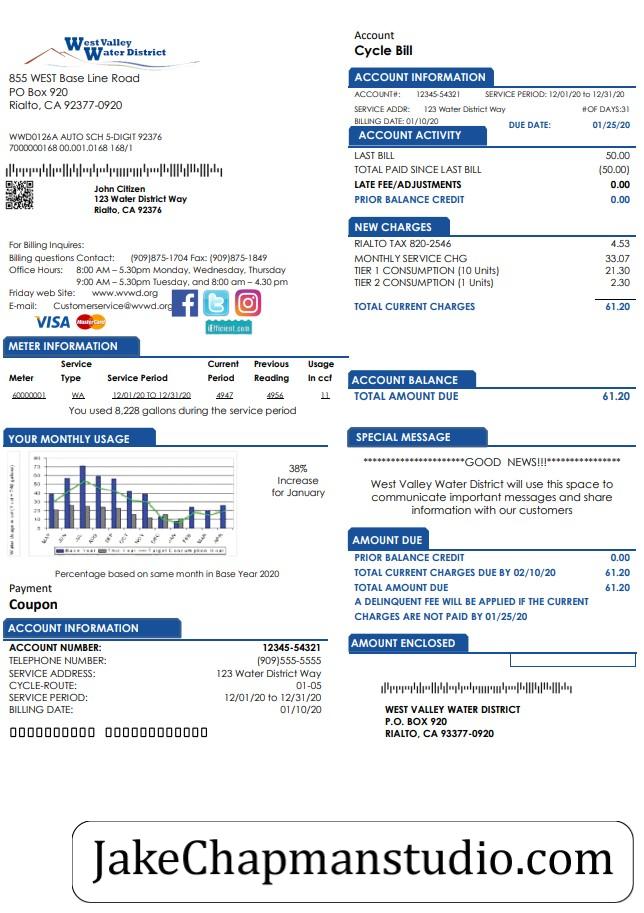 West Valley
Water District
855 WEST Base Line Road
PO Box 920
Rialto, CA 92377-0920
WWD0126A AUTO SCH 5-DIGIT 92376
7000000168 00.001.0168 168/1
John Citizen
123 Water District Way
Rialto, CA 92376
For Billing Inquires:
Billing questions Contact: (909)875-1704 Fax: (909)875-1849
Office Hours: 8:00 AM – 5.30pm Monday, Wednesday, Thursday
9:00 AM – 5.30pm Tuesday, and 8:00 am – 4.30 pm
Friday web Site: www.wvwd.org
E-mail: Customerservice@wvwd.org
VISA MasterCard
Efficient.com
METER INFORMATION
Service Current Previous Usage
Meter Type Service Period Period Reading In ccf
60000001 WA 12/01/20 TO 12/31/20 4947 4956 11
You used 8,228 gallons during the service period
YOUR MONTHLY USAGE
80
70
60
50
40
30
20
10
0
38%
Increase
for January
Base Year This Year Target Consumption Goal
Percentage based on same month in Base Year 2020
Payment
Coupon
ACCOUNT INFORMATION
ACCOUNT NUMBER: 12345-54321
TELEPHONE NUMBER: (909)555-5555
SERVICE ADDRESS: 123 Water District Way
CYCLE-ROUTE: 01-05
SERVICE PERIOD: 12/01/20 to 12/31/20
BILLING DATE: 01/10/20
Account
Cycle Bill
ACCOUNT INFORMATION
ACCOUNT#: 12345-54321 SERVICE PERIOD: 12/01/20 to 12/31/20
SERVICE ADDR: 123 Water District Way #OF DAYS:31
BILLING DATE: 01/10/20 DUE DATE: 01/25/20
ACCOUNT ACTIVITY
LAST BILL 50.00
TOTAL PAID SINCE LAST BILL (50.00)
LATE FEE/ADJUSTMENTS 0.00
PRIOR BALANCE CREDIT 0.00
NEW CHARGES
RIALTO TAX 820-2546 4.53
MONTHLY SERVICE CHG 33.07
TIER 1 CONSUMPTION (10 Units) 21.30
TIER 2 CONSUMPTION (1 Units) 2.30
TOTAL CURRENT CHARGES 61.20
ACCOUNT BALANCE
TOTAL AMOUNT DUE 61.20
SPECIAL MESSAGE
*********************GOOD NEWS!!!****************
West Valley Water District will use this space to
communicate important messages and share
information with our customers
AMOUNT DUE
PRIOR BALANCE CREDIT 0.00
TOTAL CURRENT CHARGES DUE BY 02/10/20 61.20
TOTAL AMOUNT DUE 61.20
A DELINQUENT FEE WILL BE APPLIED IF THE CURRENT
CHARGES ARE NOT PAID BY 01/25/20
AMOUNT ENCLOSED
WEST VALLEY WATER DISTRICT
P.O. BOX 920
RIALTO, CA 93377-0920
JakeChapmanstudio.com